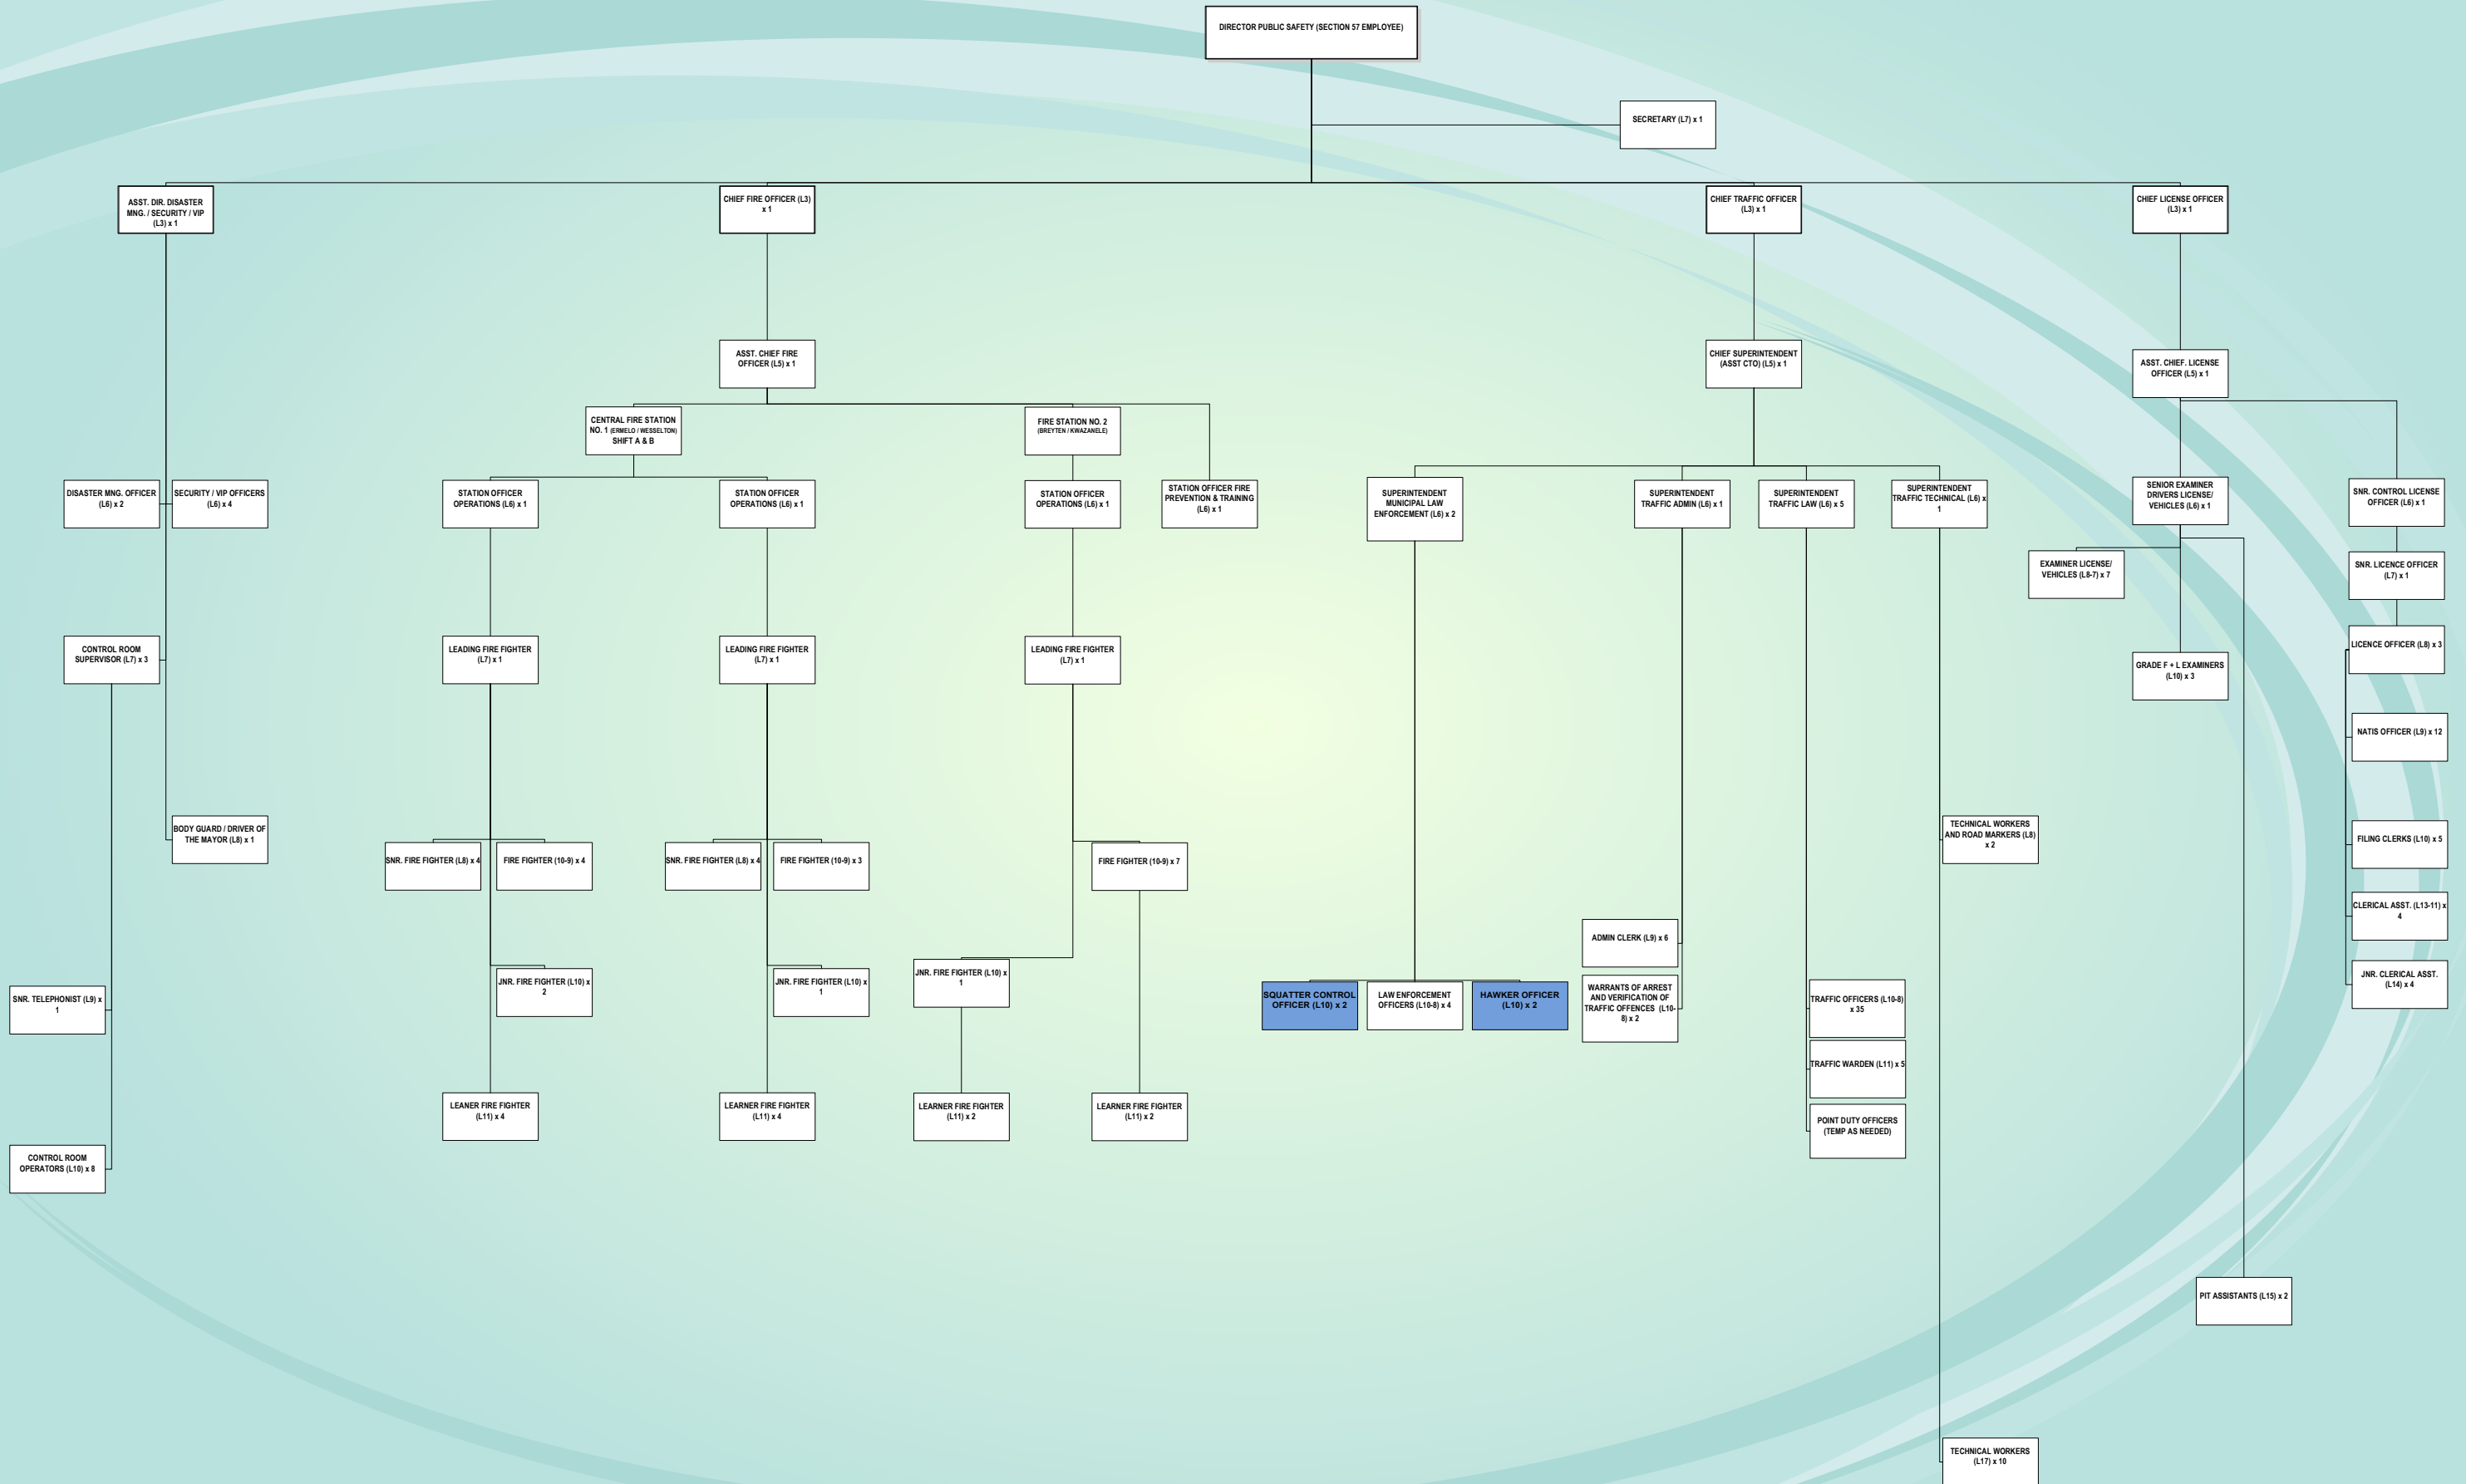 DIRECTOR PUBLIC SAFETY (SECTION 57 EMPLOYEE)
SECRETARY (L7) x 1
ASST. DIR. DISASTER
MNG. / SECURITY / VIP
(L3) x 1
CHIEF FIRE OFFICER (L3)
x 1
CHIEF TRAFFIC OFFICER
(L3) x 1
CHIEF LICENSE OFFICER
(L3) x 1
ASST. CHIEF FIRE
OFFICER (L5) x 1
CHIEF SUPERINTENDENT
(ASST CTO) (L5) x 1
ASST. CHIEF. LICENSE
OFFICER (L5) x 1
CENTRAL FIRE STATION
NO. 1 (ERMELO / WESSELTON)
SHIFT A & B
FIRE STATION NO. 2
(BREYTEN / KWAZANELE)
DISASTER MNG. OFFICER
(L6) x 2
SECURITY / VIP OFFICERS
(L6) x 4
STATION OFFICER
OPERATIONS (L6) x 1
STATION OFFICER
OPERATIONS (L6) x 1
STATION OFFICER
OPERATIONS (L6) x 1
STATION OFFICER FIRE
PREVENTION & TRAINING
(L6) x 1
SUPERINTENDENT
MUNICIPAL LAW
ENFORCEMENT (L6) x 2
SUPERINTENDENT
TRAFFIC ADMIN (L6) x 1
SUPERINTENDENT
TRAFFIC LAW (L6) x 5
SUPERINTENDENT
TRAFFIC TECHNICAL (L6) x
1
SENIOR EXAMINER
DRIVERS LICENSE/
VEHICLES (L6) x 1
SNR. CONTROL LICENSE
OFFICER (L6) x 1
EXAMINER LICENSE/
VEHICLES (L8-7) x 7
SNR. LICENCE OFFICER
(L7) x 1
CONTROL ROOM
SUPERVISOR (L7) x 3
LEADING FIRE FIGHTER
(L7) x 1
LEADING FIRE FIGHTER
(L7) x 1
LEADING FIRE FIGHTER
(L7) x 1
GRADE F + L EXAMINERS
(L10) x 3
LICENCE OFFICER (L8) x 3
NATIS OFFICER (L9) x 12
BODY GUARD / DRIVER OF
THE MAYOR (L8) x 1
SNR. FIRE FIGHTER (L8) x 4
FIRE FIGHTER (10-9) x 4
SNR. FIRE FIGHTER (L8) x 4
FIRE FIGHTER (10-9) x 3
FIRE FIGHTER (10-9) x 7
TECHNICAL WORKERS
AND ROAD MARKERS (L8)
x 2
FILING CLERKS (L10) x 5
CLERICAL ASST. (L13-11) x
4
ADMIN CLERK (L9) x 6
SNR. TELEPHONIST (L9) x
1
JNR. FIRE FIGHTER (L10) x
2
JNR. FIRE FIGHTER (L10) x
1
JNR. FIRE FIGHTER (L10) x
1
SQUATTER CONTROL
OFFICER (L10) x 2
LAW ENFORCEMENT
OFFICERS (L10-8) x 4
HAWKER OFFICER
(L10) x 2
WARRANTS OF ARREST
AND VERIFICATION OF
TRAFFIC OFFENCES (L10-
8) x 2
TRAFFIC OFFICERS (L10-8)
x 35
JNR. CLERICAL ASST.
(L14) x 4
TRAFFIC WARDEN (L11) x 5
LEANER FIRE FIGHTER
(L11) x 4
LEARNER FIRE FIGHTER
(L11) x 4
LEARNER FIRE FIGHTER
(L11) x 2
LEARNER FIRE FIGHTER
(L11) x 2
POINT DUTY OFFICERS
(TEMP AS NEEDED)
CONTROL ROOM
OPERATORS (L10) x 8
PIT ASSISTANTS (L15) x 2
TECHNICAL WORKERS
(L17) x 10